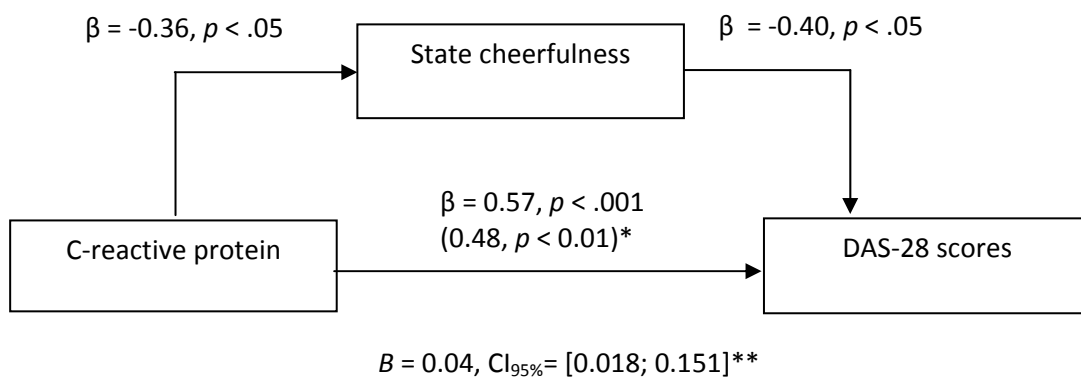 β = -0.36, p < .05
β = -0.40, p < .05
State cheerfulness
β = 0.57, p < .001
(0.48, p < 0.01)*
C-reactive protein
DAS-28 scores
B = 0.04, CI95%= [0.018; 0.151]**